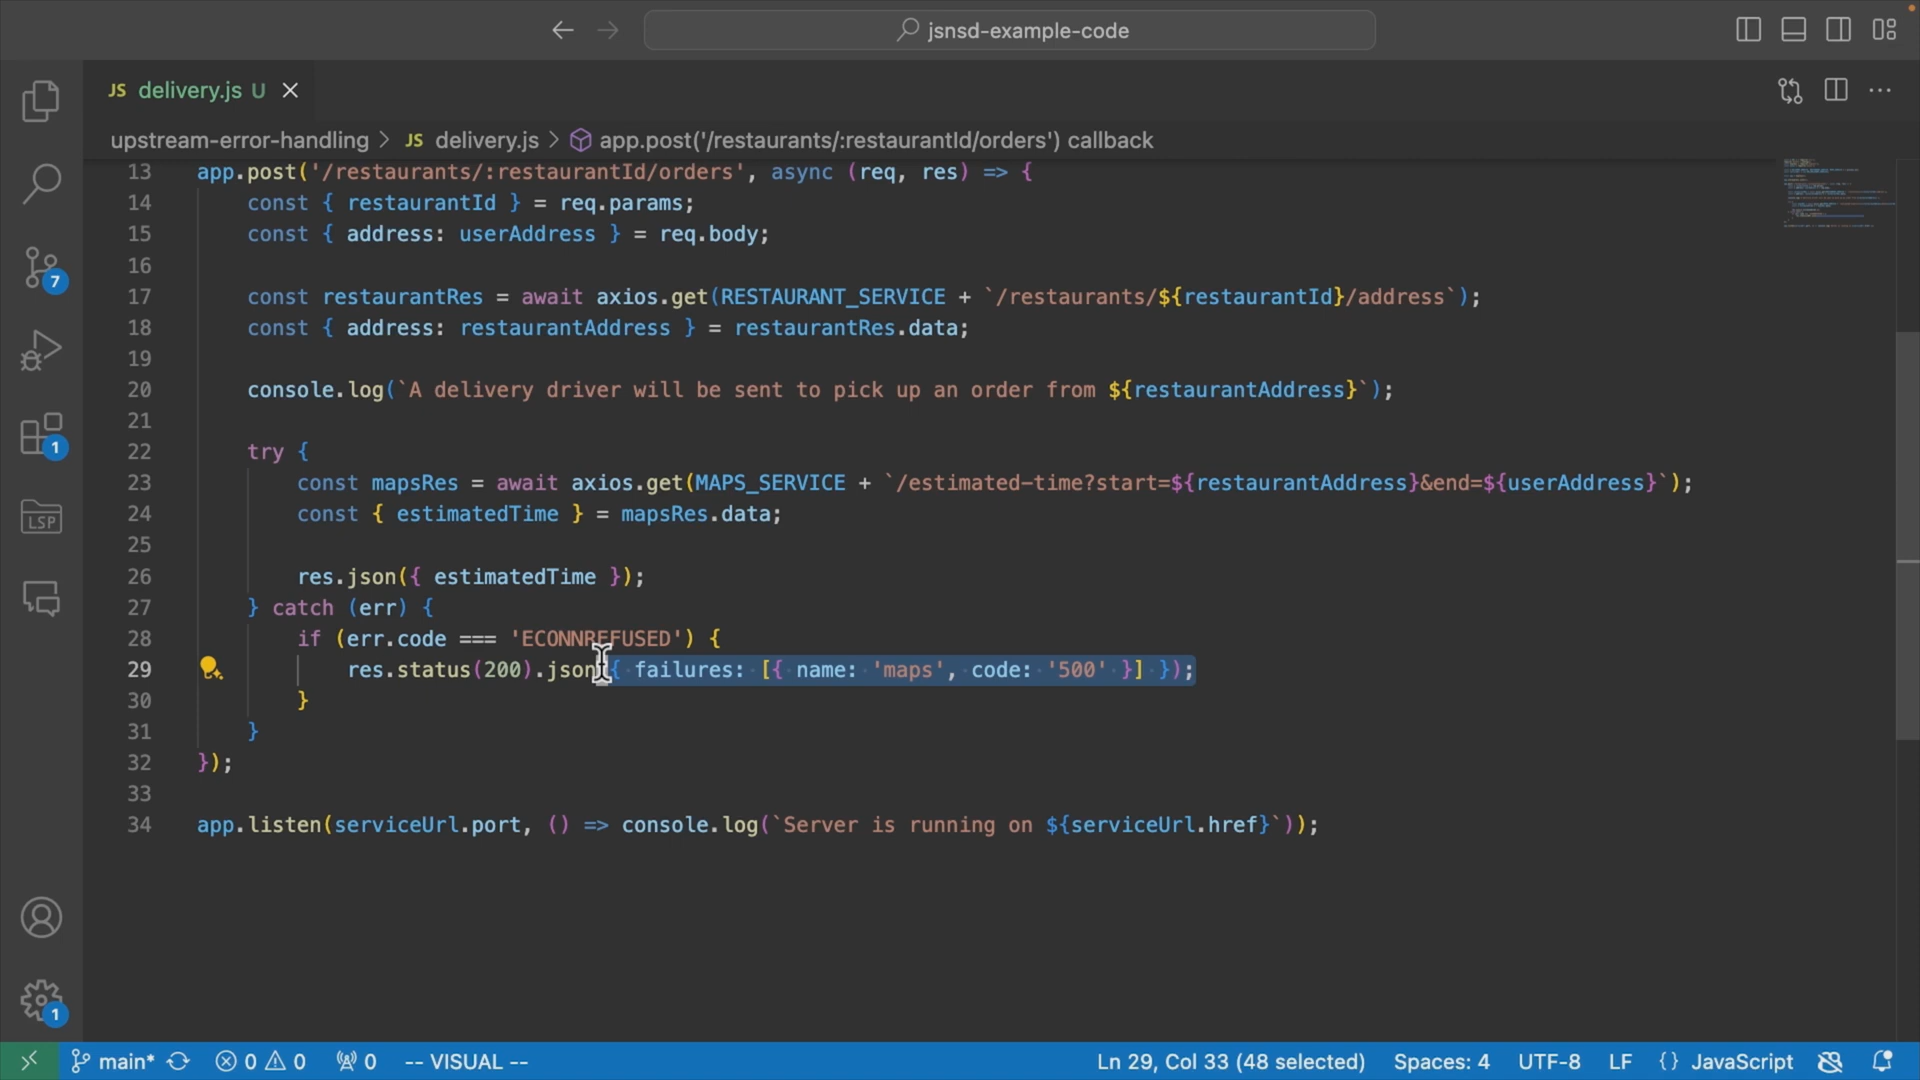 jsnsd-example-code
JS delivery.js U
upstream-error-handling > JS delivery.js > app.post('/restaurants/:restaurantId/orders') callback
13 app.post('/restaurants/:restaurantId/orders', async (req, res) => {
14 const { restaurantId } = req.params;
15 const { address: userAddress } = req.body;
16
17 const restaurantRes = await axios.get(RESTAURANT_SERVICE + `/restaurants/${restaurantId}/address`);
18 const { address: restaurantAddress } = restaurantRes.data;
19
20 console.log(`A delivery driver will be sent to pick up an order from ${restaurantAddress}`);
21
22 try {
23 const mapsRes = await axios.get(MAPS_SERVICE + `/estimated-time?start=${restaurantAddress}&end=${userAddress}`);
24 const { estimatedTime } = mapsRes.data;
25
26 res.json({ estimatedTime });
27 } catch (err) {
28 if (err.code === 'ECONNREFUSED') {
29 res.status(200).json({ failures: [{ name: 'maps', code: '500' }] });
30 }
31 }
32 });
33
34 app.listen(serviceUrl.port, () => console.log(`Server is running on ${serviceUrl.href}`));
7
1
LSP
1
main* 0 0 0 -- VISUAL -- Ln 29, Col 33 (48 selected) Spaces: 4 UTF-8 LF {} JavaScript